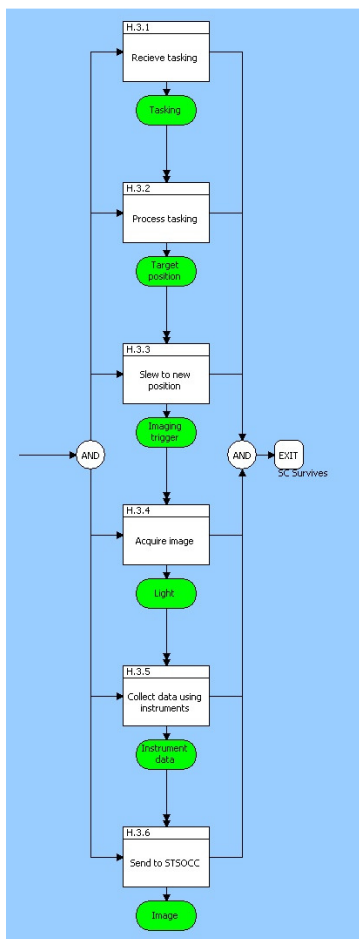 H.3.1
Recieve tasking
Tasking
H.3.2
Process tasking
Target
position
H.3.3
Slew to new
position
Imaging
trigger
AND
AND
EXIT
SC Survives
H.3.4
Acquire image
Light
H.3.5
Collect data using
instruments
Instrument
data
H.3.6
Send to STSOCC
Image